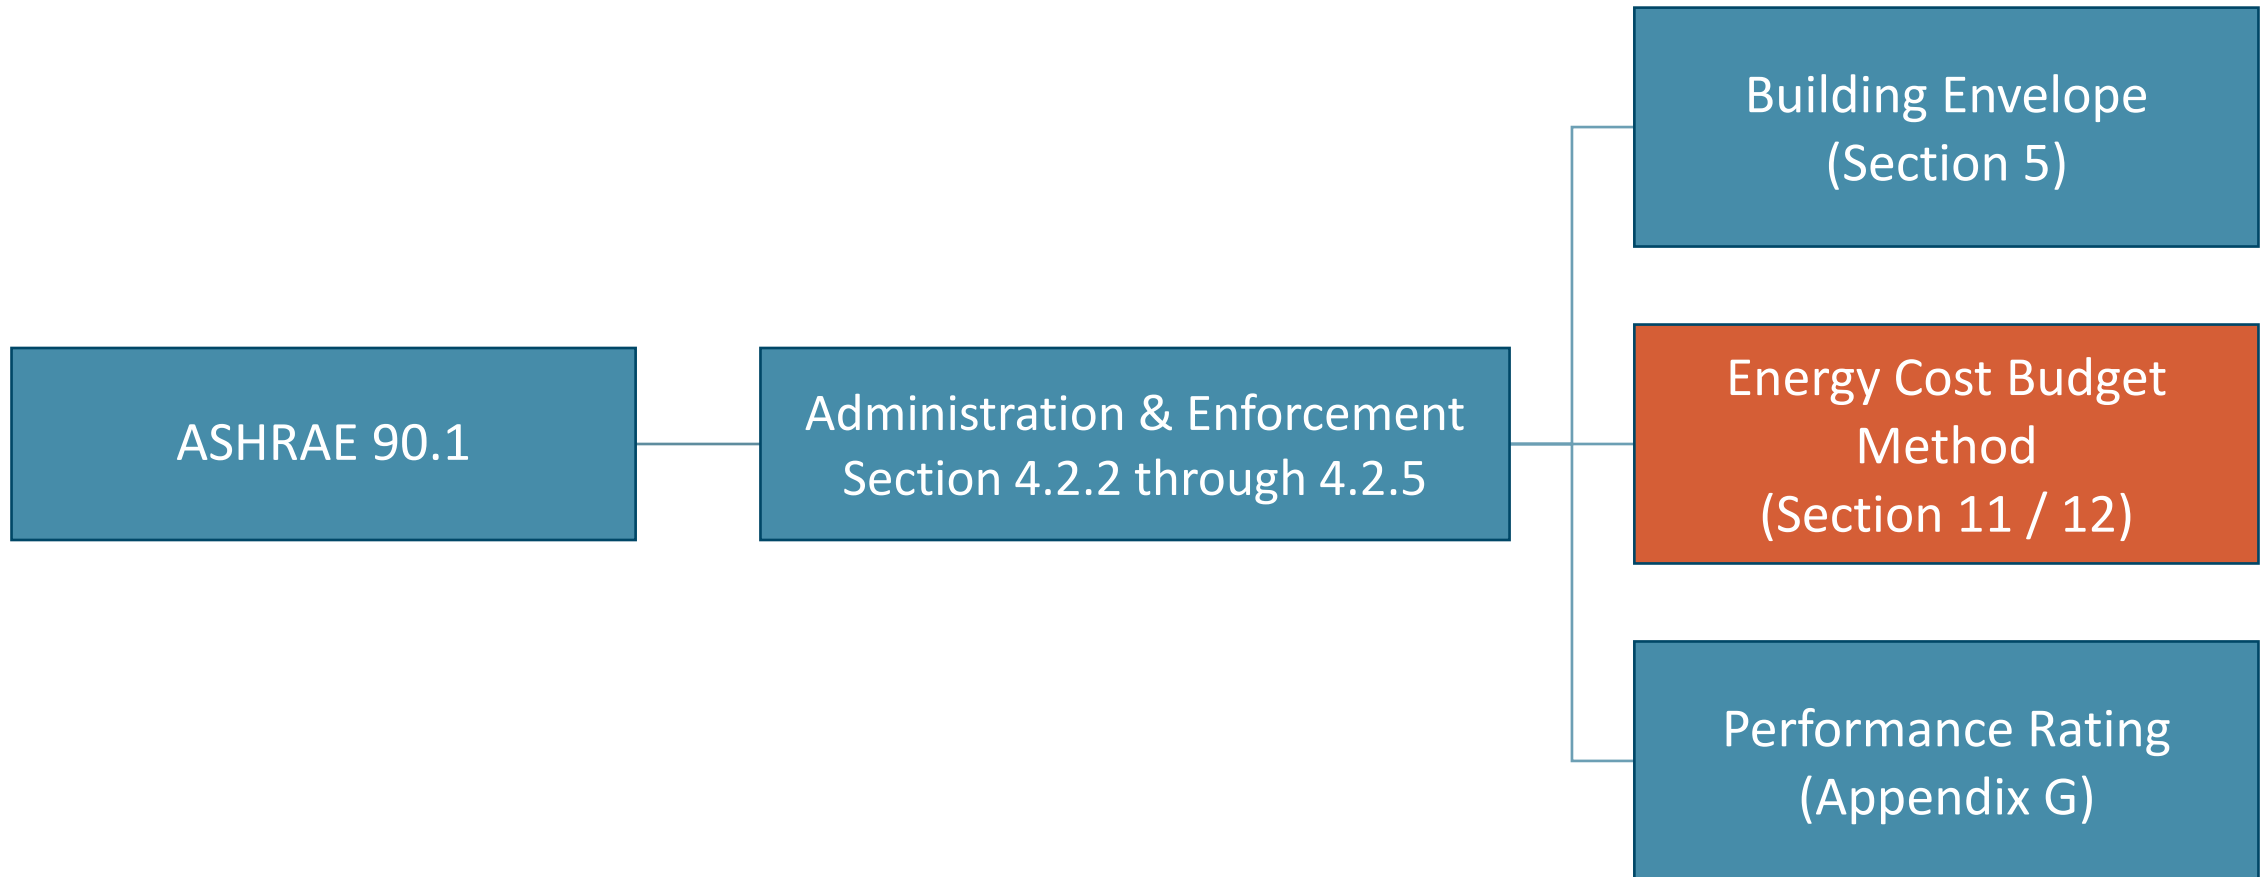 ASHRAE 90.1
Administration & Enforcement
Section 4.2.2 through 4.2.5
Building Envelope
(Section 5)
Energy Cost Budget
Method
(Section 11 / 12)
Performance Rating
(Appendix G)